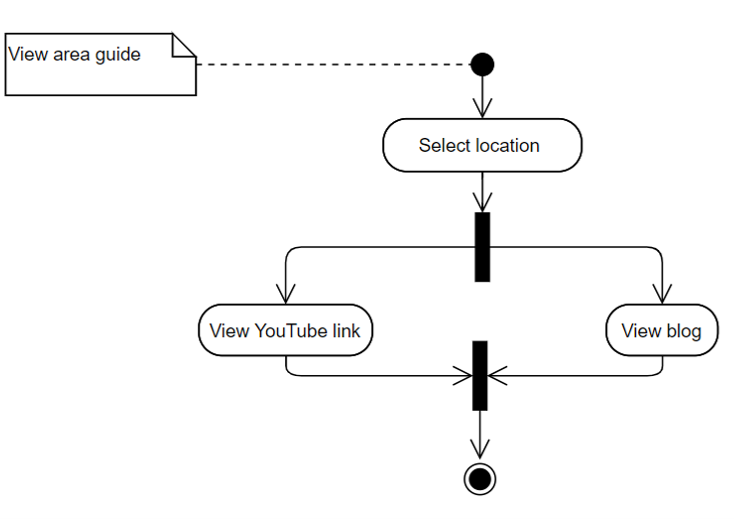 View area guide
Select location
View YouTube link
View blog